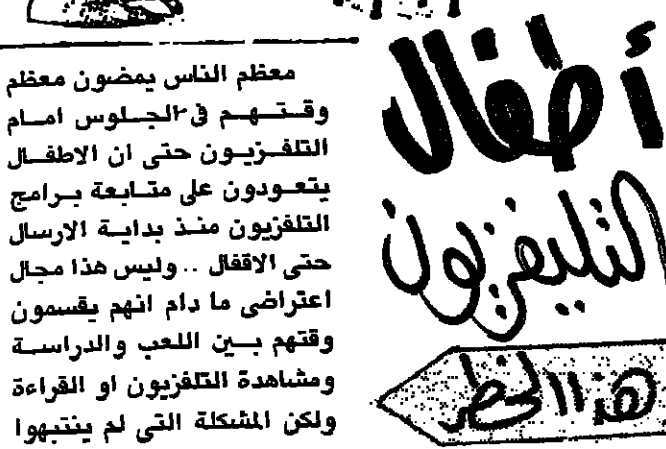 أطفال
التليفزيون
هذا الخطر
معظم الناس يمضون معظم
وقتهم في الجلوس امام
التلفزيون حتى ان الاطفال
يتعودون على متابعة برامج
التلفزيون منذ بداية الارسال
حتى الاقفال .. وليس هذا مجال
اعتراضى ما دام انهم يقسمون
وقتهم بين اللعب والدراسة
ومشاهدة التلفزيون او القراءة
ولكن المشكلة التى لم ينتبهوا